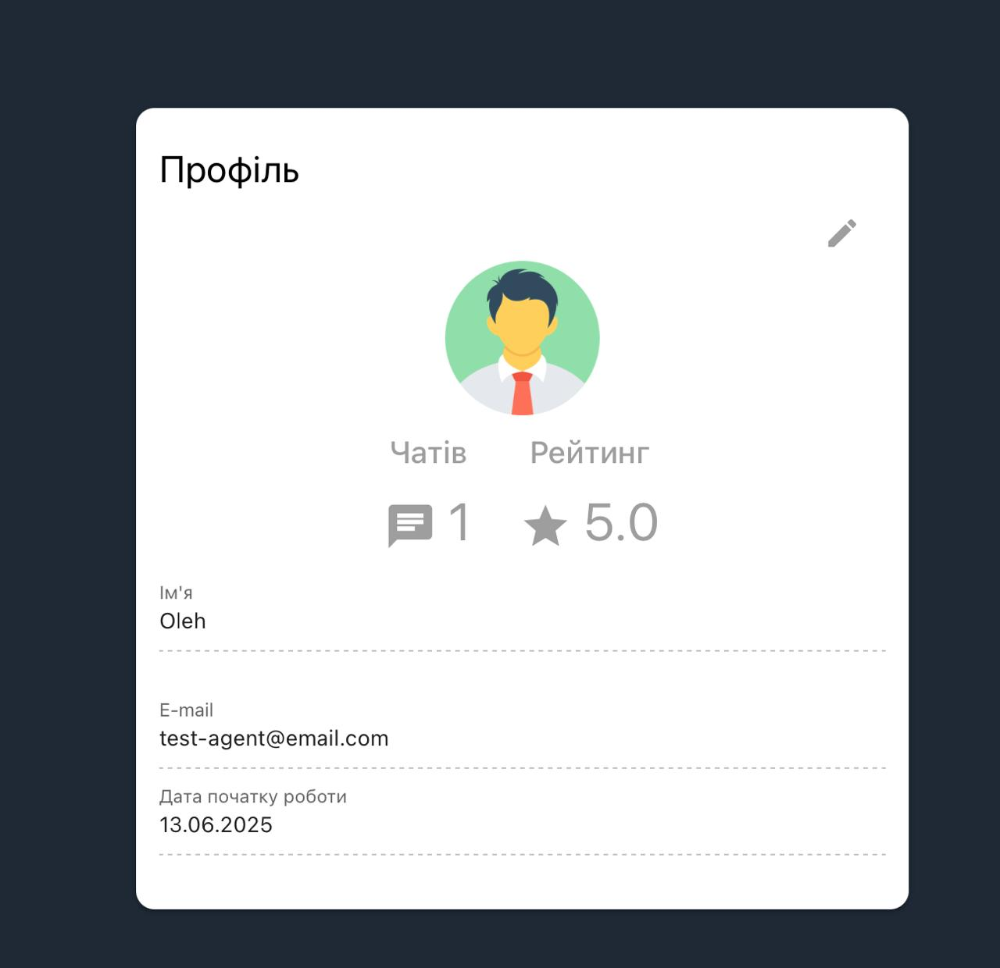 Профіль
Чатів Рейтинг
1 5.0
Ім'я
Oleh
E-mail
test-agent@email.com
Дата початку роботи
13.06.2025